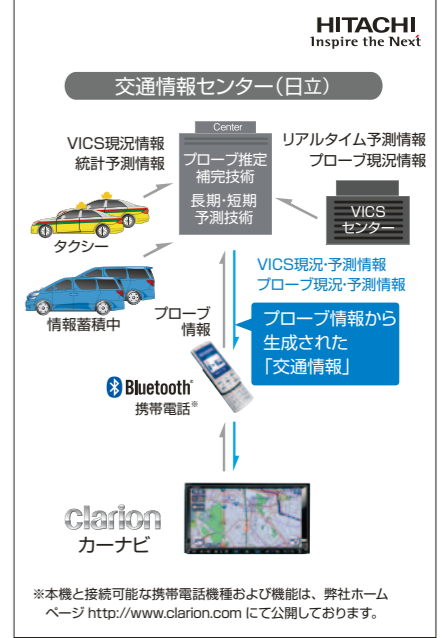 HITACHI
Inspire the Next
交通情報センター(日立)
Center
VICS現況情報
統計予測情報
プローブ推定
補完技術
長期・短期
予測技術
リアルタイム予測情報
プローブ現況情報
タクシー
VICS
センター
情報蓄積中
VICS現況・予測情報
プローブ現況・予測情報
プローブ
情報
プローブ情報から
生成された
「交通情報」
Bluetooth®
携帯電話※
clarion
カーナビ
※本機と接続可能な携帯電話機種および機能は、弊社ホーム
ページ http://www.clarion.com にて公開しております。